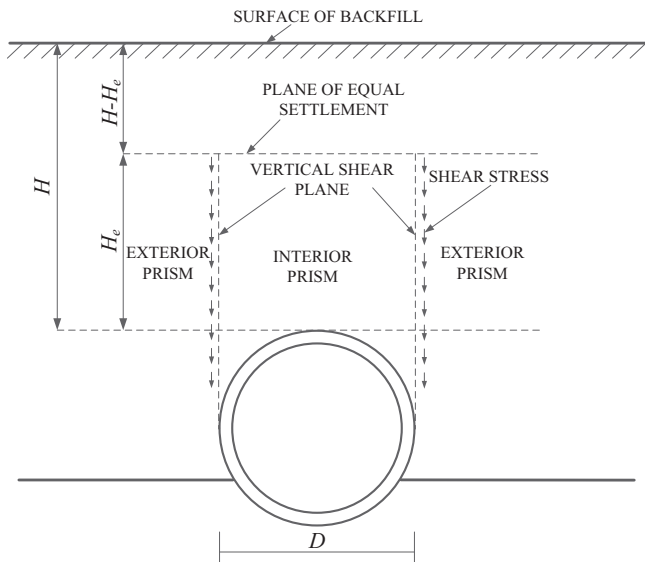 SURFACE OF BACKFILL
H-Hₑ
PLANE OF EQUAL
SETTLEMENT
H
VERTICAL SHEAR
PLANE
SHEAR STRESS
Hₑ
EXTERIOR
PRISM
INTERIOR
PRISM
EXTERIOR
PRISM
D